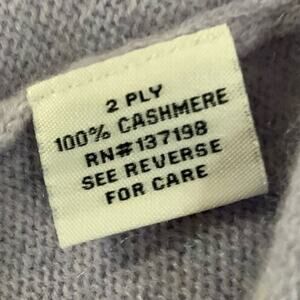 2 PLY
100% CASHMERE
RN#137198
SEE REVERSE
FOR CARE